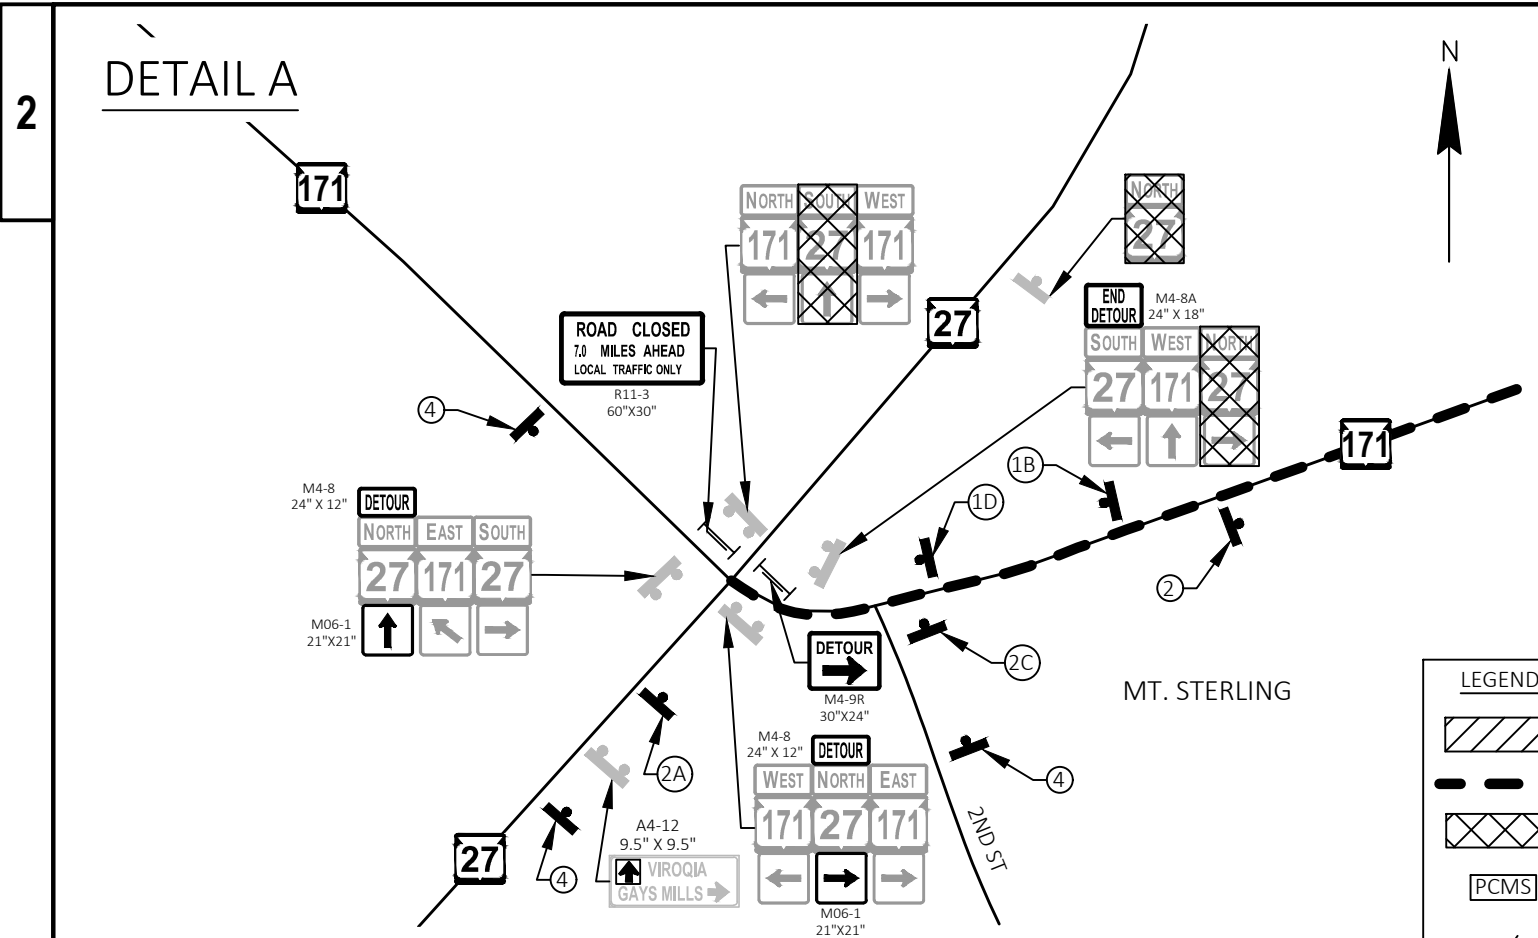 2
DETAIL A
N
171
NORTH SOUTH WEST
171 27 171
NORTH
27
ROAD CLOSED
7.0 MILES AHEAD
LOCAL TRAFFIC ONLY
R11-3
60"X30"
27
END
DETOUR
M4-8A
24" X 18"
SOUTH WEST NORTH
27 171 27
4
171
1B
1D
M4-8
24" X 12"
DETOUR
NORTH EAST SOUTH
27 171 27
M06-1
21"X21"
2
2C
DETOUR
M4-9R
30"X24"
MT. STERLING
LEGEND
M4-8
24" X 12"
DETOUR
WEST NORTH EAST
171 27 171
M06-1
21"X21"
2A
4
2ND ST
A4-12
9.5" X 9.5"
VIROQIA
GAYS MILLS
27
4
PCMS